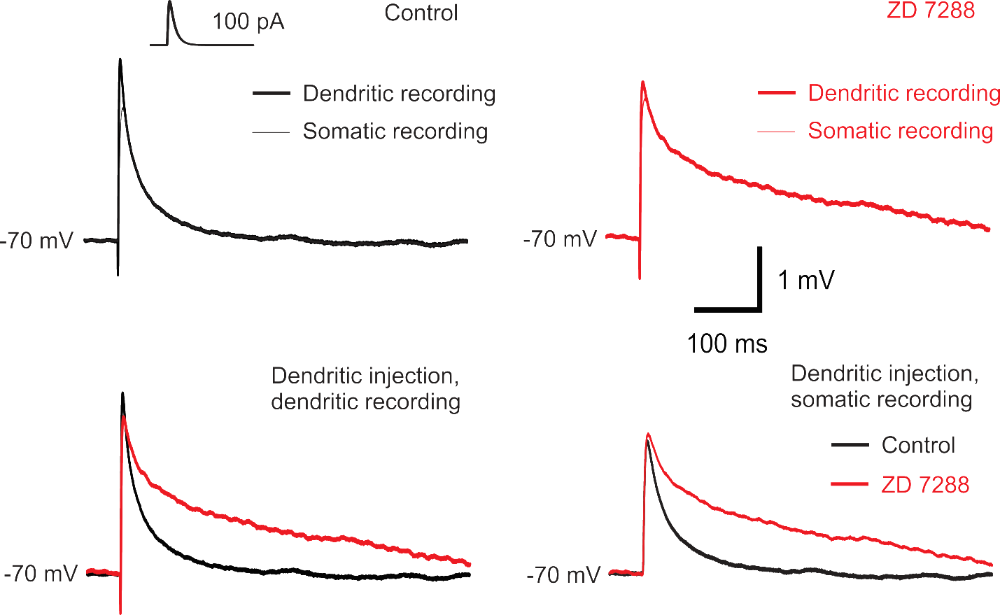 100 pA
Control
ZD 7288
Dendritic recording
Somatic recording
Dendritic recording
Somatic recording
-70 mV
-70 mV
1 mV
100 ms
Dendritic injection,
dendritic recording
Dendritic injection,
somatic recording
Control
ZD 7288
-70 mV
-70 mV